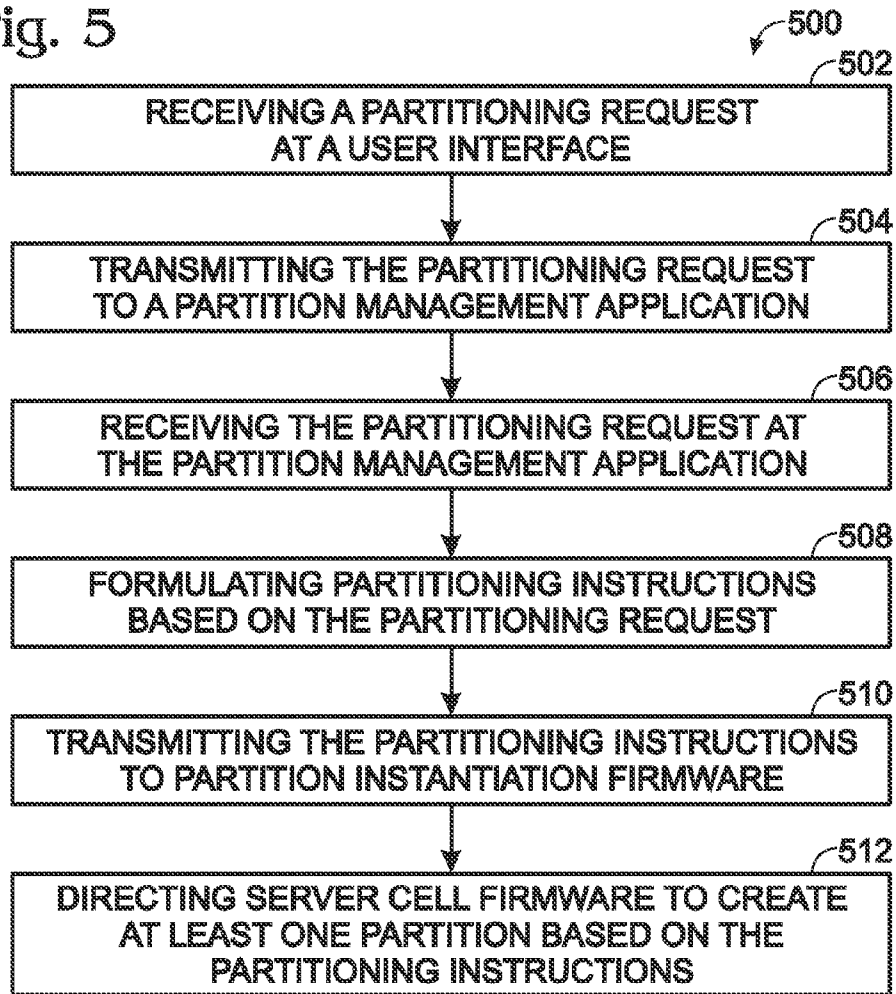 Fig. 5
500
502
RECEIVING A PARTITIONING REQUEST
AT A USER INTERFACE
504
TRANSMITTING THE PARTITIONING REQUEST
TO A PARTITION MANAGEMENT APPLICATION
506
RECEIVING THE PARTITIONING REQUEST AT
THE PARTITION MANAGEMENT APPLICATION
508
FORMULATING PARTITIONING INSTRUCTIONS
BASED ON THE PARTITIONING REQUEST
510
TRANSMITTING THE PARTITIONING INSTRUCTIONS
TO PARTITION INSTANTIATION FIRMWARE
512
DIRECTING SERVER CELL FIRMWARE TO CREATE
AT LEAST ONE PARTITION BASED ON THE
PARTITIONING INSTRUCTIONS